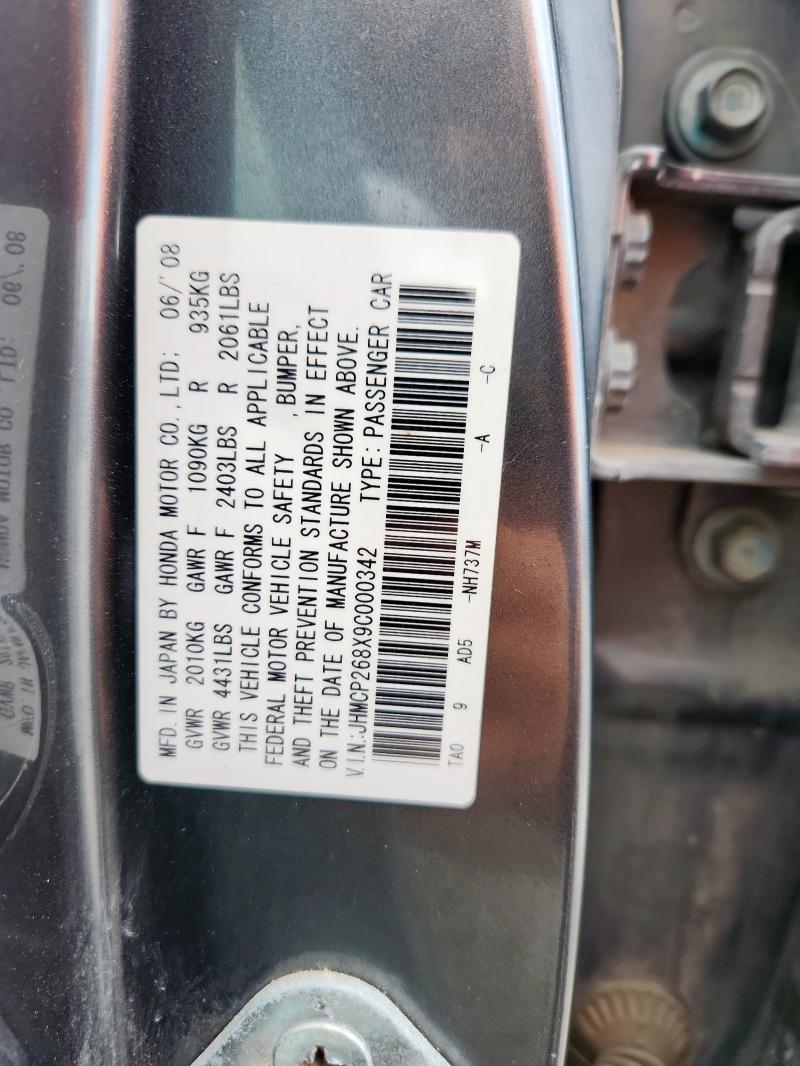 MFD. IN JAPAN BY HONDA MOTOR CO., LTD: 06/'08
GVWR 2010KG GAWR F 1090KG R 935KG
GVWR 4431LBS GAWR F 2403LBS R 2061LBS
THIS VEHICLE CONFORMS TO ALL APPLICABLE
FEDERAL MOTOR VEHICLE SAFETY , BUMPER,
AND THEFT PREVENTION STANDARDS IN EFFECT
ON THE DATE OF MANUFACTURE SHOWN ABOVE.
V.I.N:JHMCP268X9C000342 TYPE: PASSENGER CAR
TA0 9 AD5 -NH737M -A -C